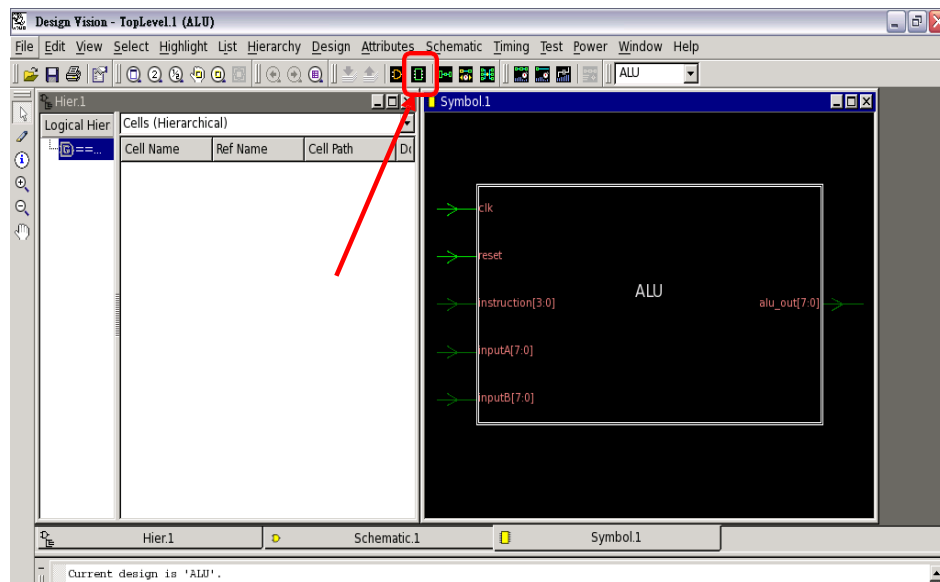 Design Vision - TopLevel.1 (ALU)
File Edit View Select Highlight List Hierarchy Design Attributes Schematic Timing Test Power Window Help
ALU
Hier.1
Symbol.1
Logical Hier
Cells (Hierarchical)
Cell Name Ref Name Cell Path
clk
reset
instruction[3:0]
ALU
alu_out[7:0]
inputA[7:0]
inputB[7:0]
Hier.1 Schematic.1 Symbol.1
Current design is 'ALU'.